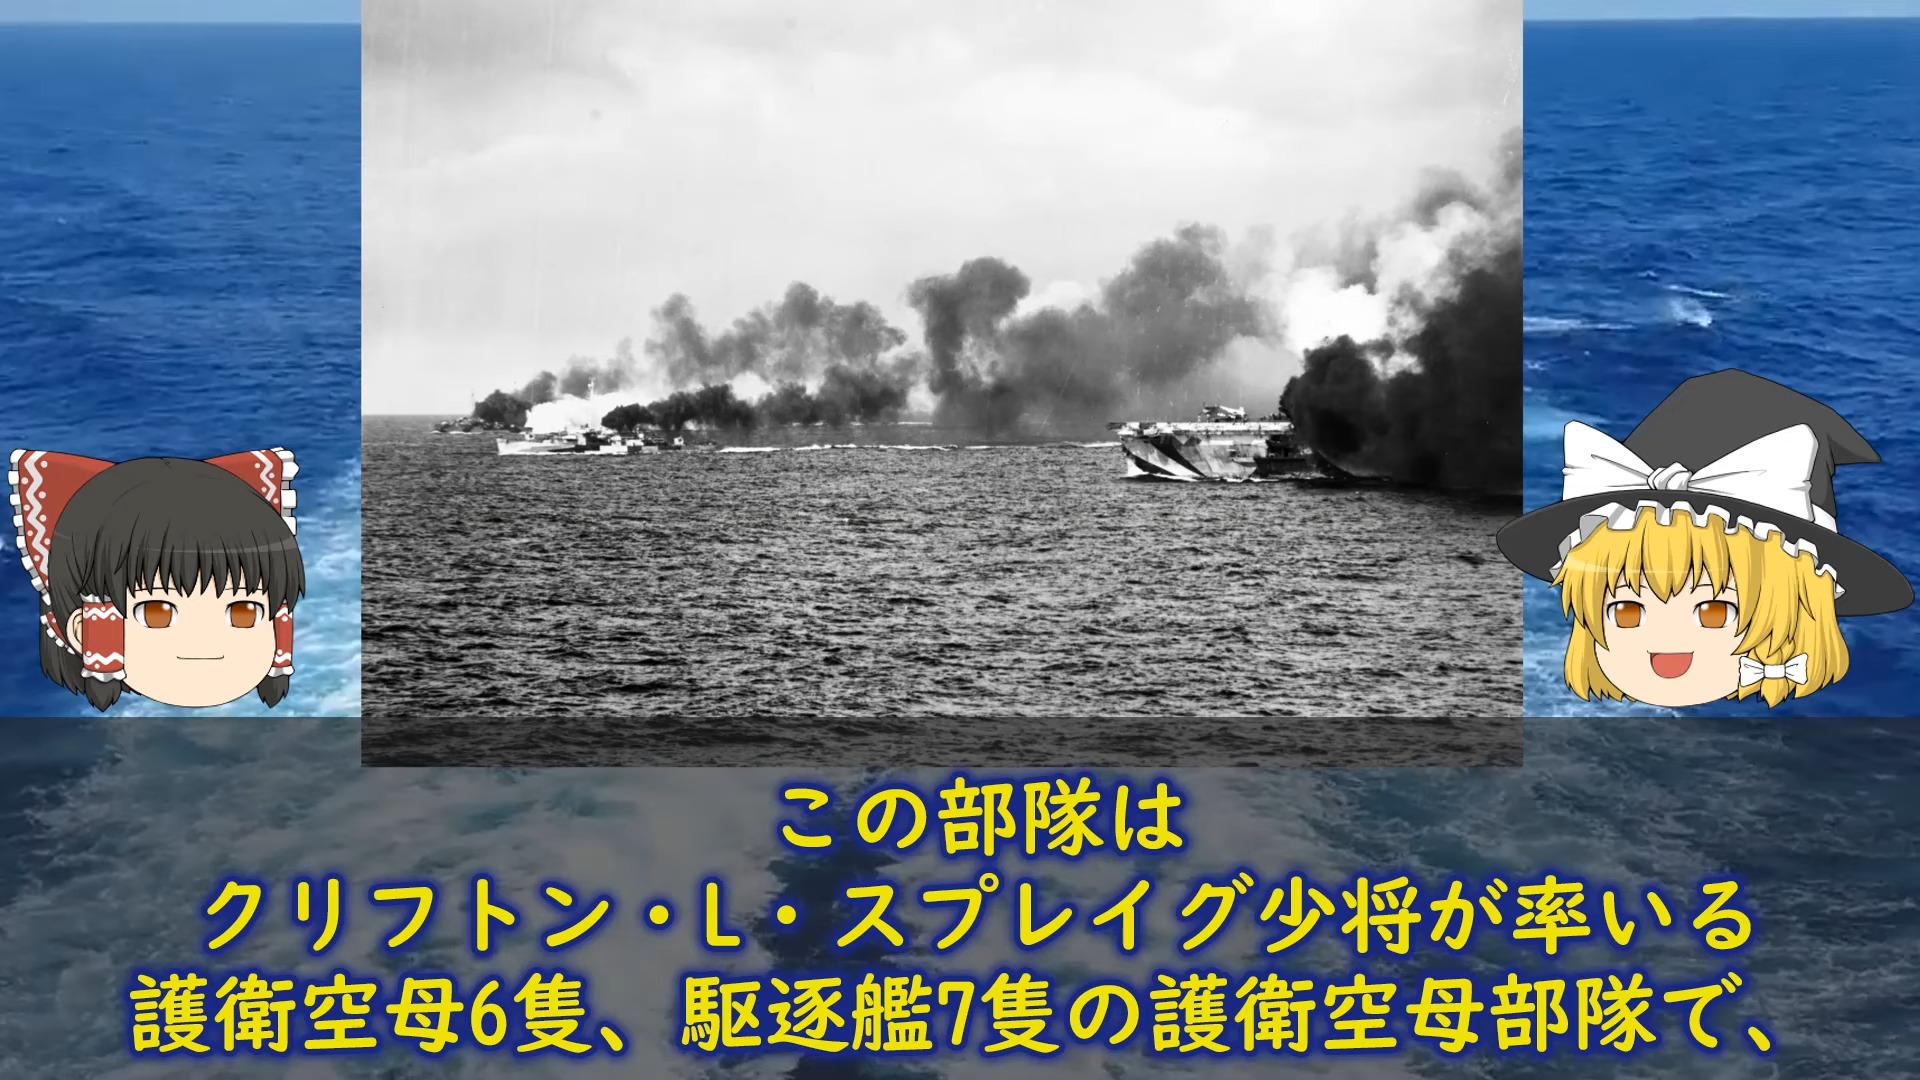 この部隊は
クリフトン・L・スプレイグ少将が率いる
護衛空母6隻、駆逐艦7隻の護衛空母部隊で、